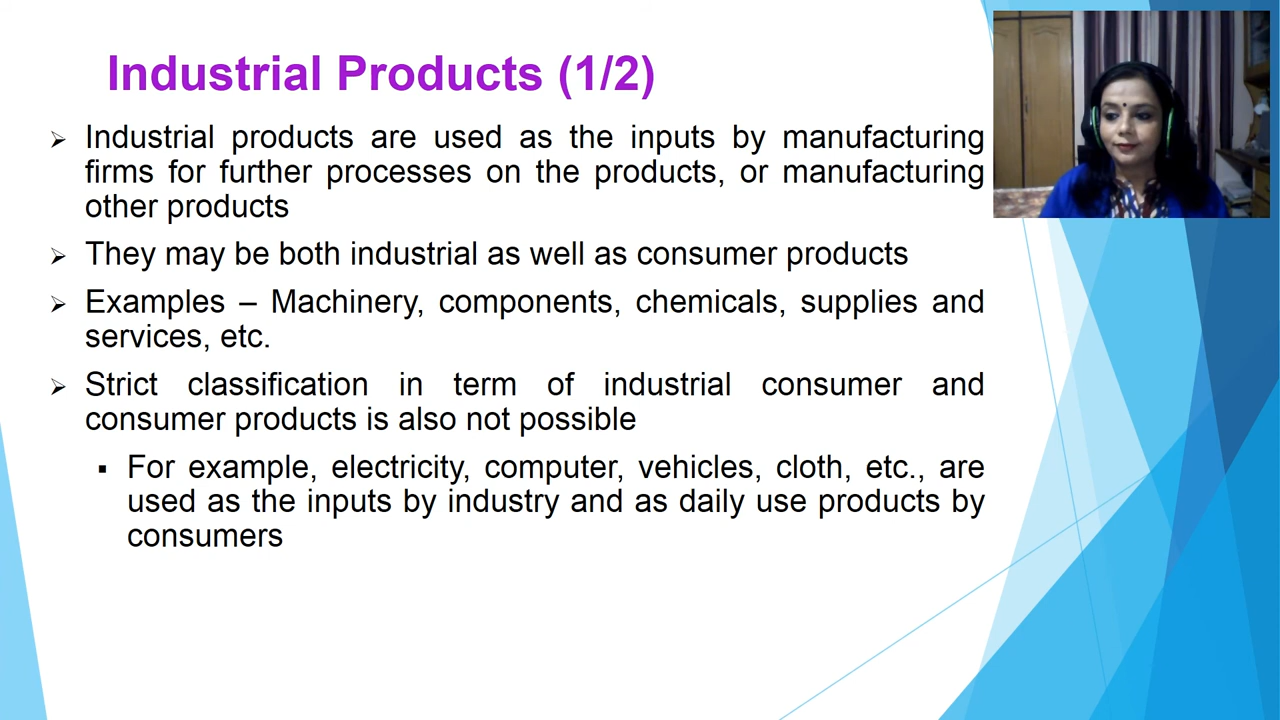 Industrial Products (1/2)
Industrial products are used as the inputs by manufacturing
firms for further processes on the products, or manufacturing
other products
They may be both industrial as well as consumer products
Examples – Machinery, components, chemicals, supplies and
services, etc.
Strict classification in term of industrial consumer and
consumer products is also not possible
For example, electricity, computer, vehicles, cloth, etc., are
used as the inputs by industry and as daily use products by
consumers